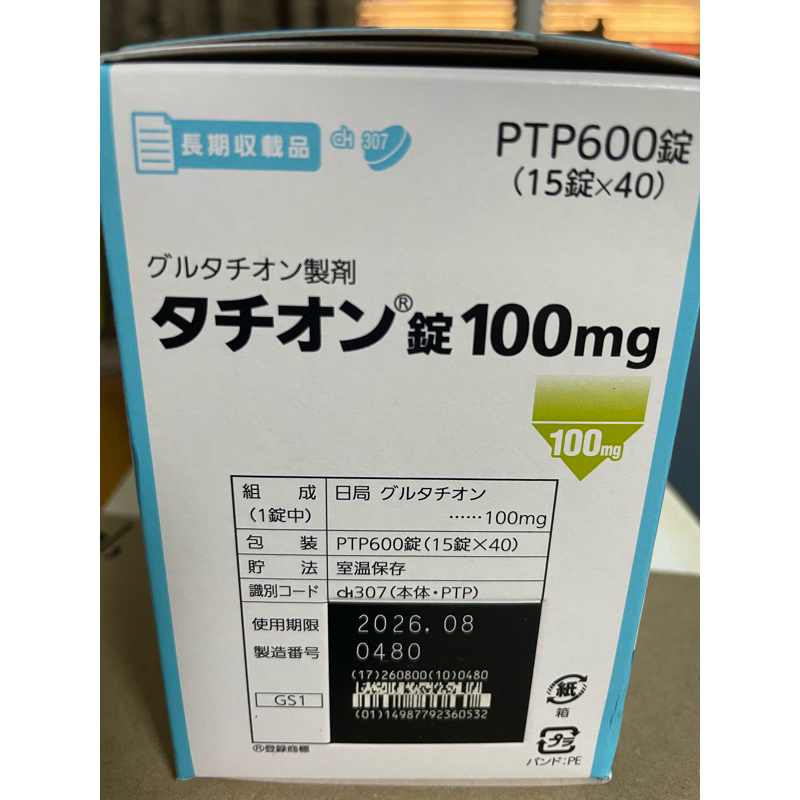 長期収載品
ch 307
PTP600錠
(15錠×40)
グルタチオン製剤
タチオン®錠100mg
100mg
組 成 日局 グルタチオン
(1錠中) ……100mg
包 装 PTP600錠(15錠×40)
貯 法 室温保存
識別コード ch307(本体・PTP)
使用期限 2026.08
製造番号 0480
(17)260800(10)0480
GS1
(01)14987792360532
®登録商標
紙
箱
プラ
バンド:PE